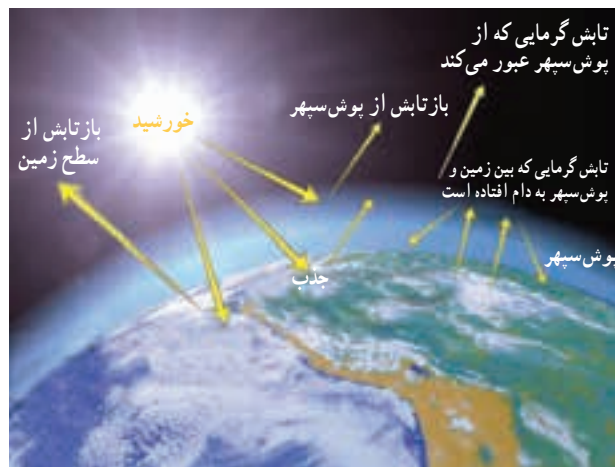 تابش گرمایی که از
پوش‌سپهر عبور می‌کند
بازتابش از پوش‌سپهر
خورشید
بازتابش از
سطح زمین
تابش گرمایی که بین زمین و
پوش‌سپهر به دام افتاده است
پوش‌سپهر
جذب